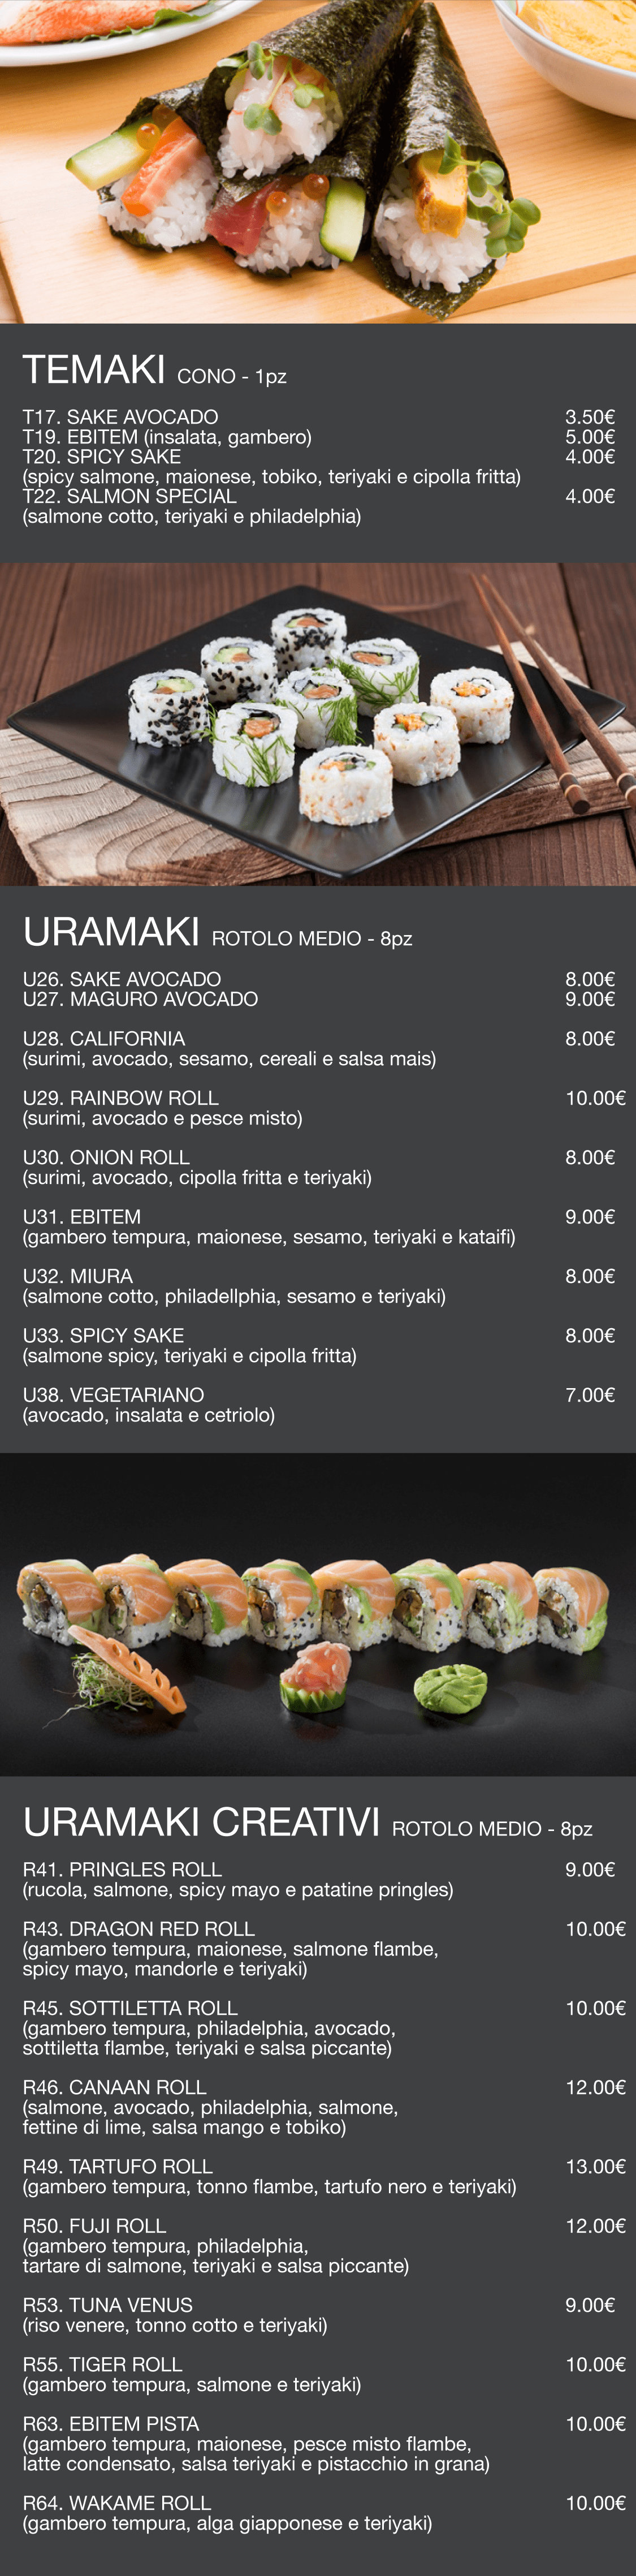 TEMAKI CONO - 1pz
T17. SAKE AVOCADO 3.50€
T19. EBITEM (insalata, gambero) 5.00€
T20. SPICY SAKE 4.00€
(spicy salmone, maionese, tobiko, teriyaki e cipolla fritta)
T22. SALMON SPECIAL 4.00€
(salmone cotto, teriyaki e philadelphia)
URAMAKI ROTOLO MEDIO - 8pz
U26. SAKE AVOCADO 8.00€
U27. MAGURO AVOCADO 9.00€
U28. CALIFORNIA 8.00€
(surimi, avocado, sesamo, cereali e salsa mais)
U29. RAINBOW ROLL 10.00€
(surimi, avocado e pesce misto)
U30. ONION ROLL 8.00€
(surimi, avocado, cipolla fritta e teriyaki)
U31. EBITEM 9.00€
(gambero tempura, maionese, sesamo, teriyaki e kataifi)
U32. MIURA 8.00€
(salmone cotto, philadellphia, sesamo e teriyaki)
U33. SPICY SAKE 8.00€
(salmone spicy, teriyaki e cipolla fritta)
U38. VEGETARIANO 7.00€
(avocado, insalata e cetriolo)
URAMAKI CREATIVI ROTOLO MEDIO - 8pz
R41. PRINGLES ROLL 9.00€
(rucola, salmone, spicy mayo e patatine pringles)
R43. DRAGON RED ROLL 10.00€
(gambero tempura, maionese, salmone flambe,
spicy mayo, mandorle e teriyaki)
R45. SOTTILETTA ROLL 10.00€
(gambero tempura, philadelphia, avocado,
sottiletta flambe, teriyaki e salsa piccante)
R46. CANAAN ROLL 12.00€
(salmone, avocado, philadelphia, salmone,
fettine di lime, salsa mango e tobiko)
R49. TARTUFO ROLL 13.00€
(gambero tempura, tonno flambe, tartufo nero e teriyaki)
R50. FUJI ROLL 12.00€
(gambero tempura, philadelphia,
tartare di salmone, teriyaki e salsa piccante)
R53. TUNA VENUS 9.00€
(riso venere, tonno cotto e teriyaki)
R55. TIGER ROLL 10.00€
(gambero tempura, salmone e teriyaki)
R63. EBITEM PISTA 10.00€
(gambero tempura, maionese, pesce misto flambe,
latte condensato, salsa teriyaki e pistacchio in grana)
R64. WAKAME ROLL 10.00€
(gambero tempura, alga giapponese e teriyaki)